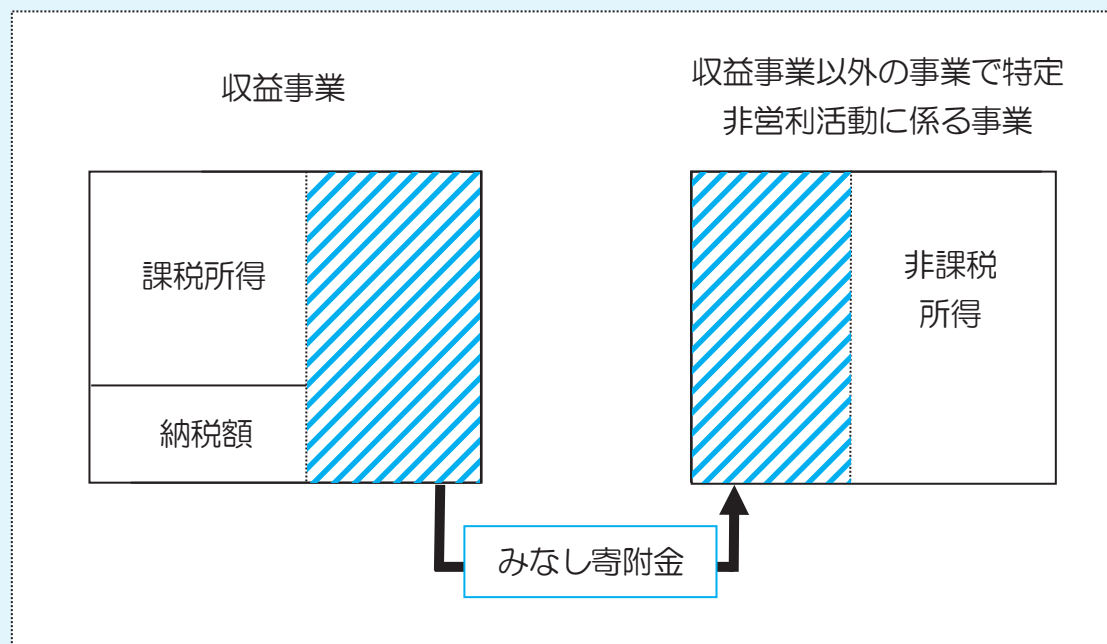 収益事業
収益事業以外の事業で特定
非営利活動に係る事業
課税所得
納税額
非課税
所得
みなし寄附金